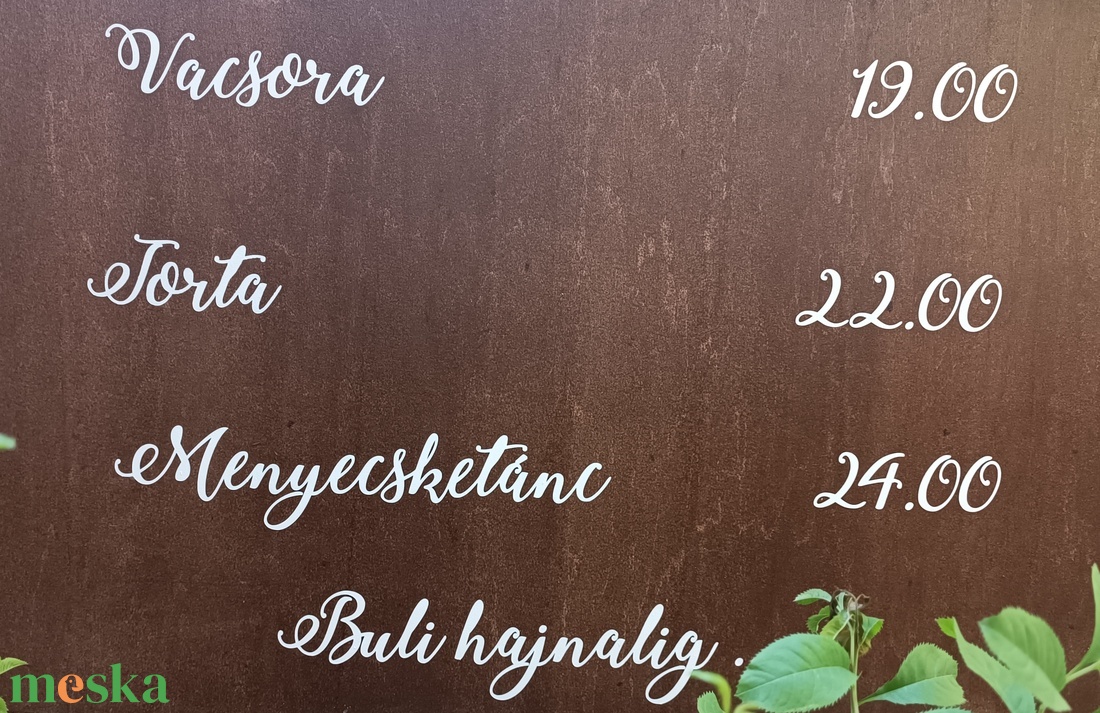 Vacsora 19.00
Torta 22.00
Menyecsketánc 24.00
Buli hajnalig .
meska